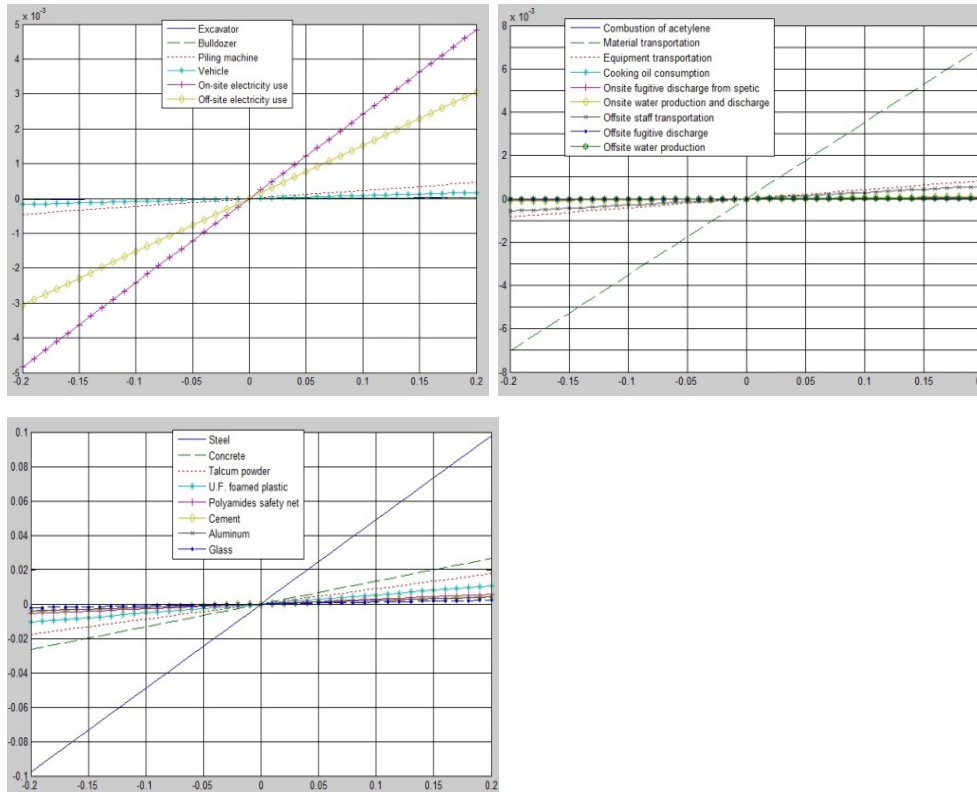 x 10⁻³
5
4
3
2
1
0
-1
-2
-3
-4
-5
-0.2 -0.15 -0.1 -0.05 0 0.05 0.1 0.15 0.2
Excavator
Bulldozer
Piling machine
Vehicle
On-site electricity use
Off-site electricity use
x 10⁻³
8
6
4
2
0
-2
-4
-6
-8
-0.2 -0.15 -0.1 -0.05 0 0.05 0.1 0.15
Combustion of acetylene
Material transportation
Equipment transportation
Cooking oil consumption
Onsite fugitive discharge from spetic
Onsite water production and discharge
Offsite staff transportation
Offsite fugitive discharge
Offsite water production
0.1
0.08
0.06
0.04
0.02
0
-0.02
-0.04
-0.06
-0.08
-0.1
-0.2 -0.15 -0.1 -0.05 0 0.05 0.1 0.15 0.2
Steel
Concrete
Talcum powder
U.F. foamed plastic
Polyamides safety net
Cement
Aluminum
Glass